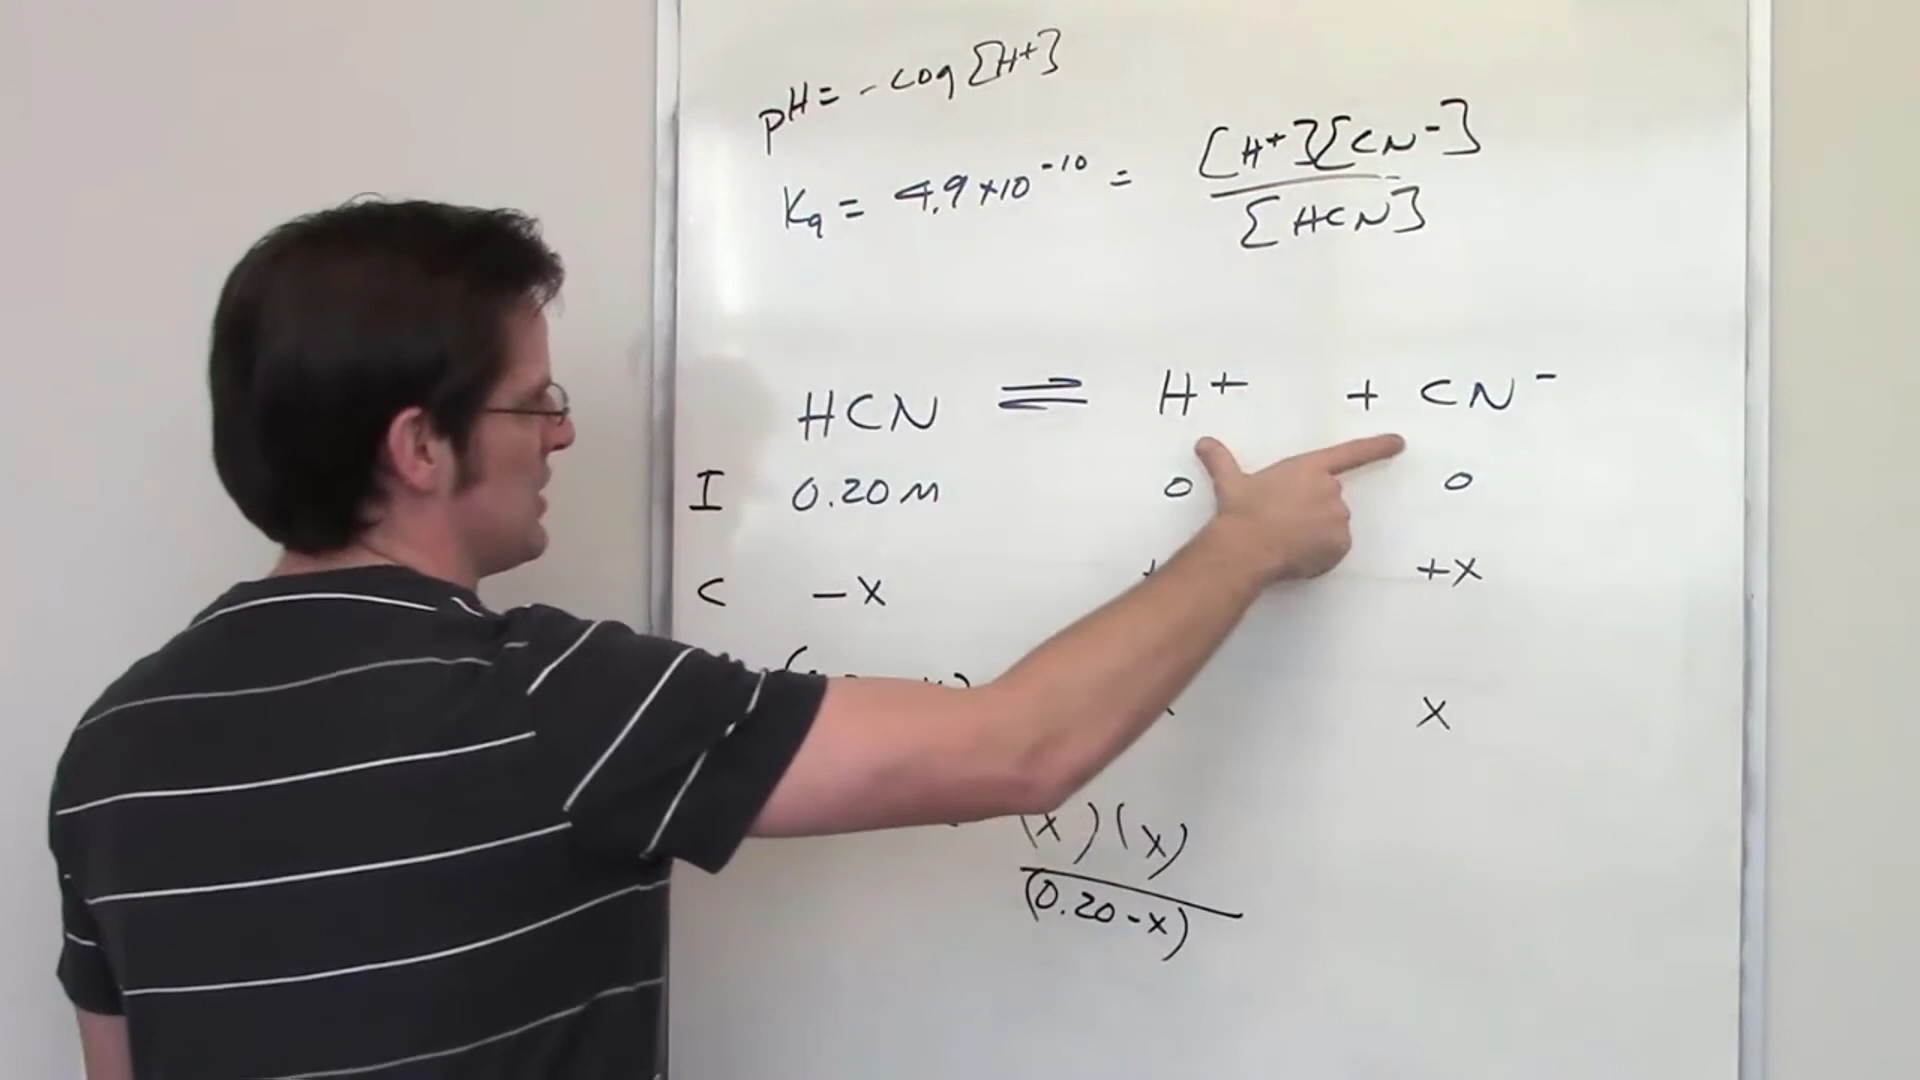 pH = -log [H+]
Ka = 4.9 x 10^-10 = [H+][CN-] / [HCN]
HCN ⇌ H+ + CN-
I 0.20 M 0 0
C -x + +x
x
(x)(x)
(0.20-x)